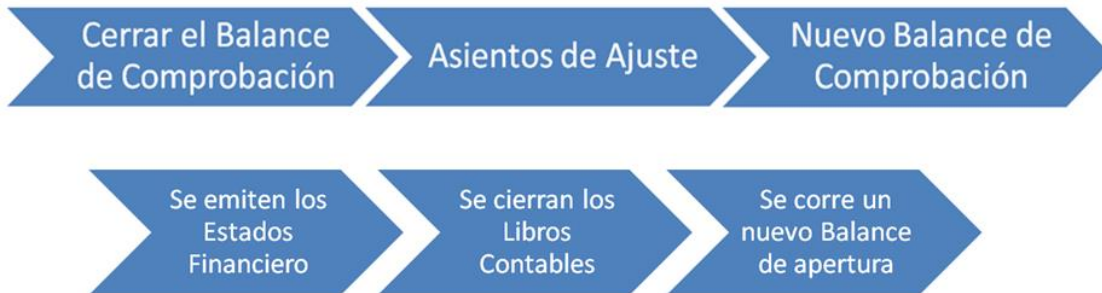 Cerrar el Balance
de Comprobación
Asientos de Ajuste
Nuevo Balance de
Comprobación
Se emiten los
Estados
Financiero
Se cierran los
Libros
Contables
Se corre un
nuevo Balance
de apertura